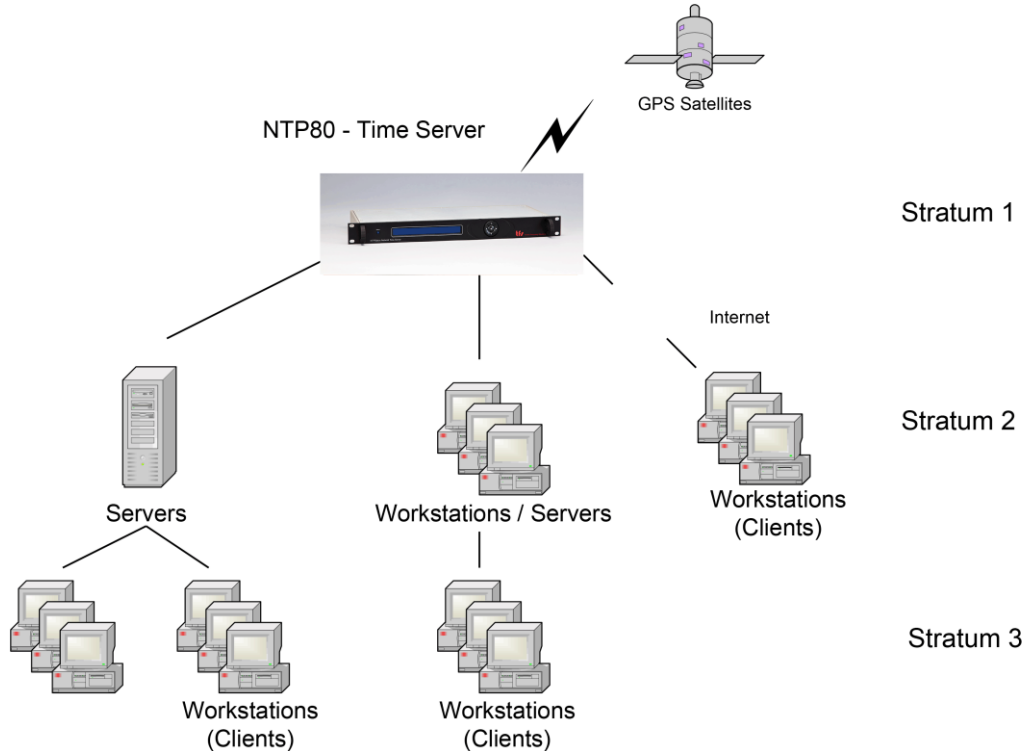 GPS Satellites
NTP80 - Time Server
Stratum 1
Internet
Stratum 2
Servers
Workstations / Servers
Workstations
(Clients)
Stratum 3
Workstations
(Clients)
Workstations
(Clients)